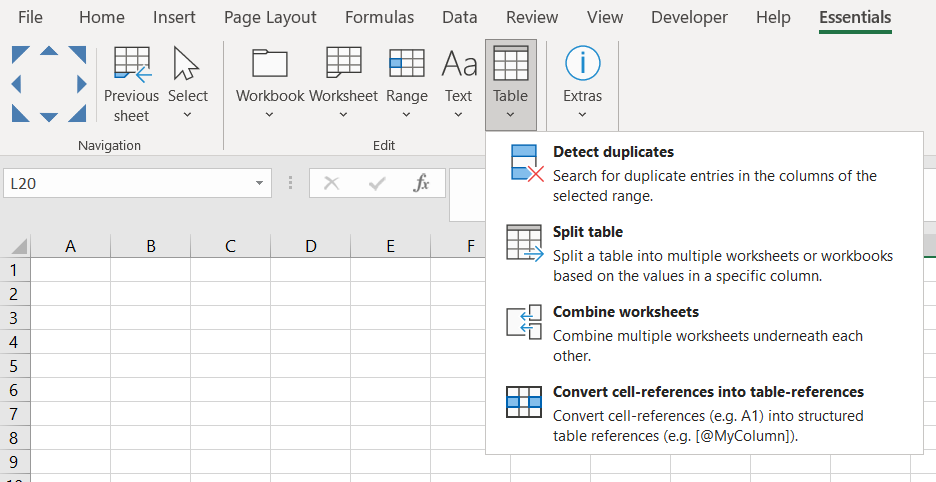 File Home Insert Page Layout Formulas Data Review View Developer Help Essentials
Previous sheet
Select
Workbook Worksheet Range Text Table Extras
Aa
Navigation
Edit
L20
fx
A B C D E F
1
2
3
4
5
6
7
8
9
10
Detect duplicates
Search for duplicate entries in the columns of the
selected range.
Split table
Split a table into multiple worksheets or workbooks
based on the values in a specific column.
Combine worksheets
Combine multiple worksheets underneath each
other.
Convert cell-references into table-references
Convert cell-references (e.g. A1) into structured
table references (e.g. [@MyColumn]).